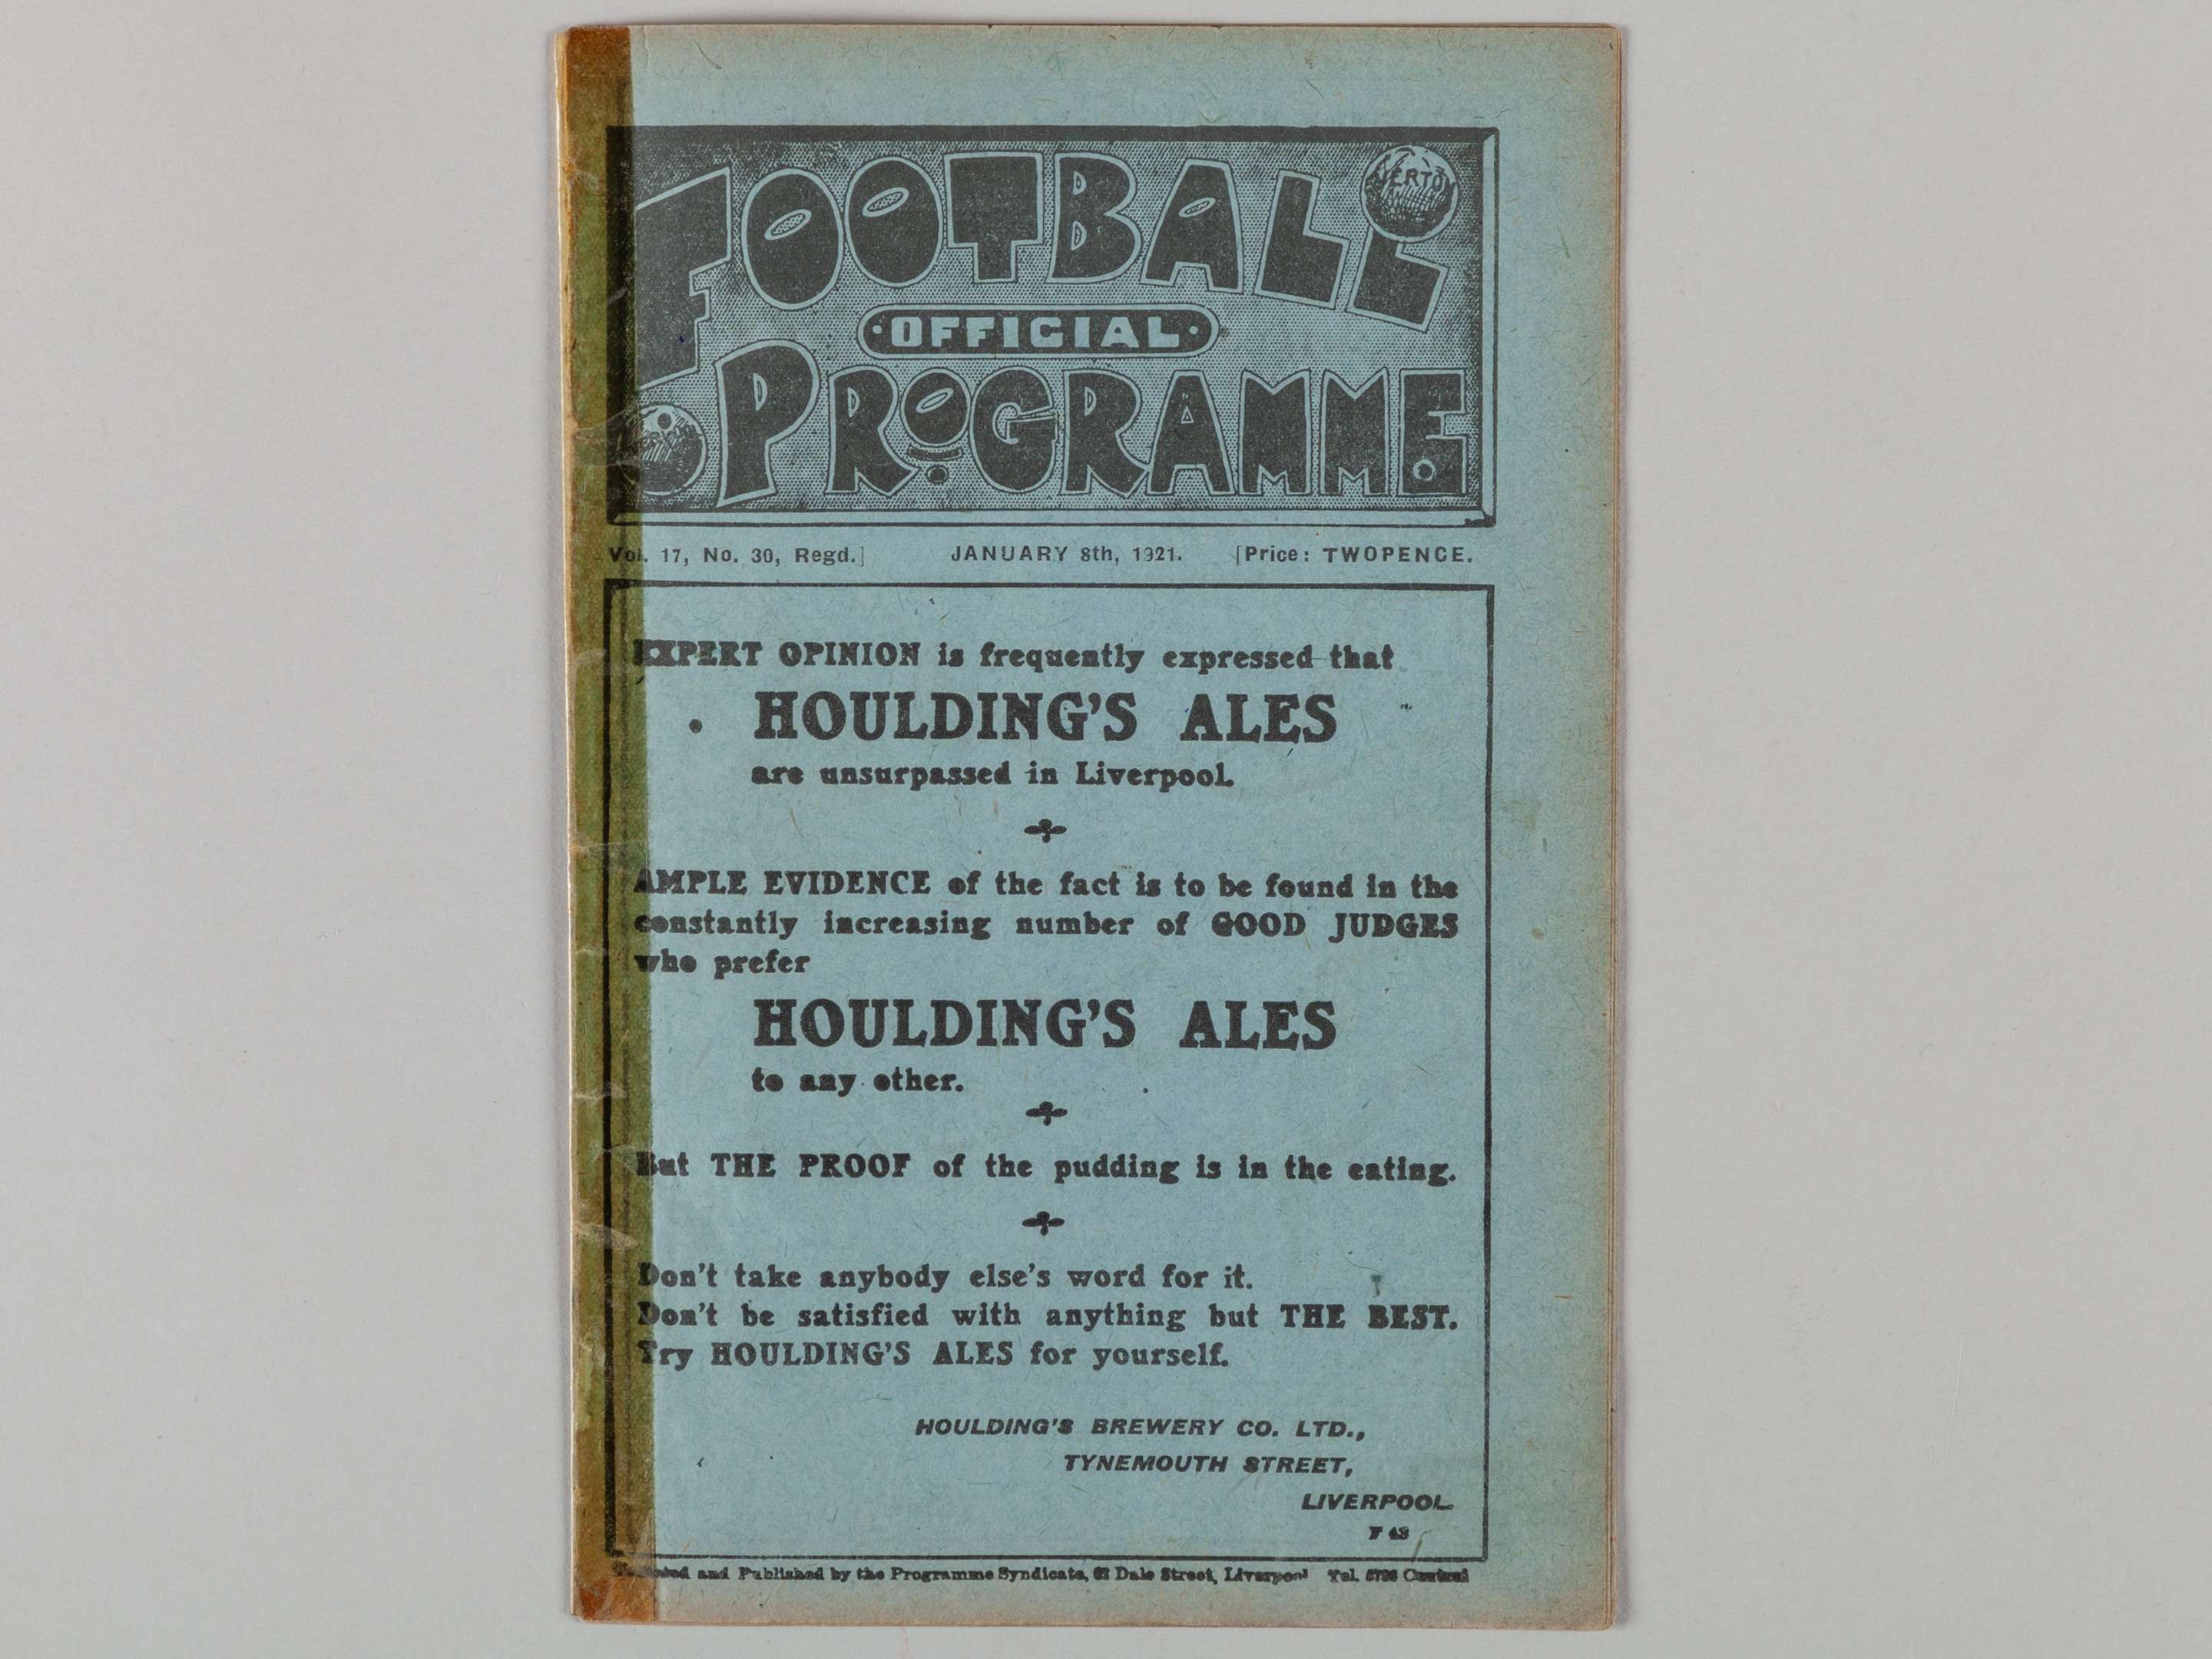 FOOTBALL
OFFICIAL
PROGRAMME
Vol. 17, No. 30, Regd.] JANUARY 8th, 1921. [Price: TWOPENCE.
EXPERT OPINION is frequently expressed that
HOULDING'S ALES
are unsurpassed in Liverpool.
AMPLE EVIDENCE of the fact is to be found in the
constantly increasing number of GOOD JUDGES
who prefer
HOULDING'S ALES
to any other.
But THE PROOF of the pudding is in the eating.
Don't take anybody else's word for it.
Don't be satisfied with anything but THE BEST.
Try HOULDING'S ALES for yourself.
HOULDING'S BREWERY CO. LTD.,
TYNEMOUTH STREET,
LIVERPOOL.
and Published by the Programme Syndicate, Dale Street, Liverpool Tel. Central